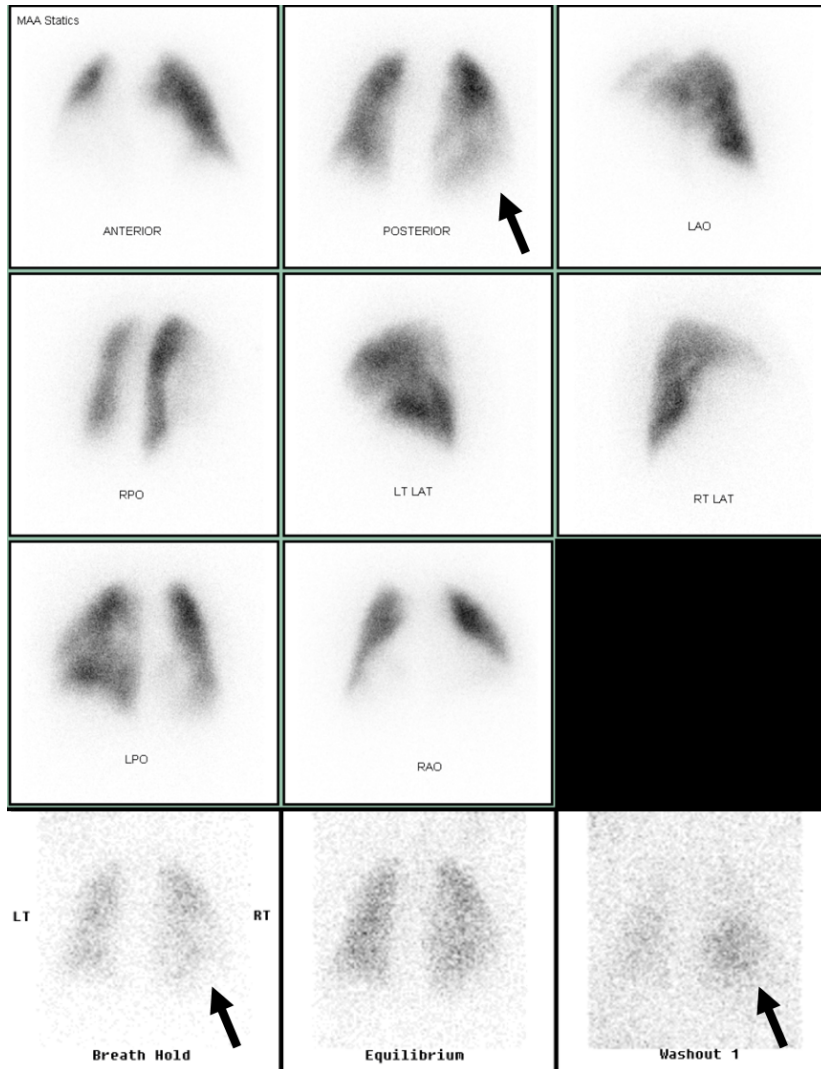 MAA Statics
ANTERIOR
POSTERIOR
LAO
RPO
LT LAT
RT LAT
LPO
RAO
LT
RT
Breath Hold
Equilibrium
Washout 1